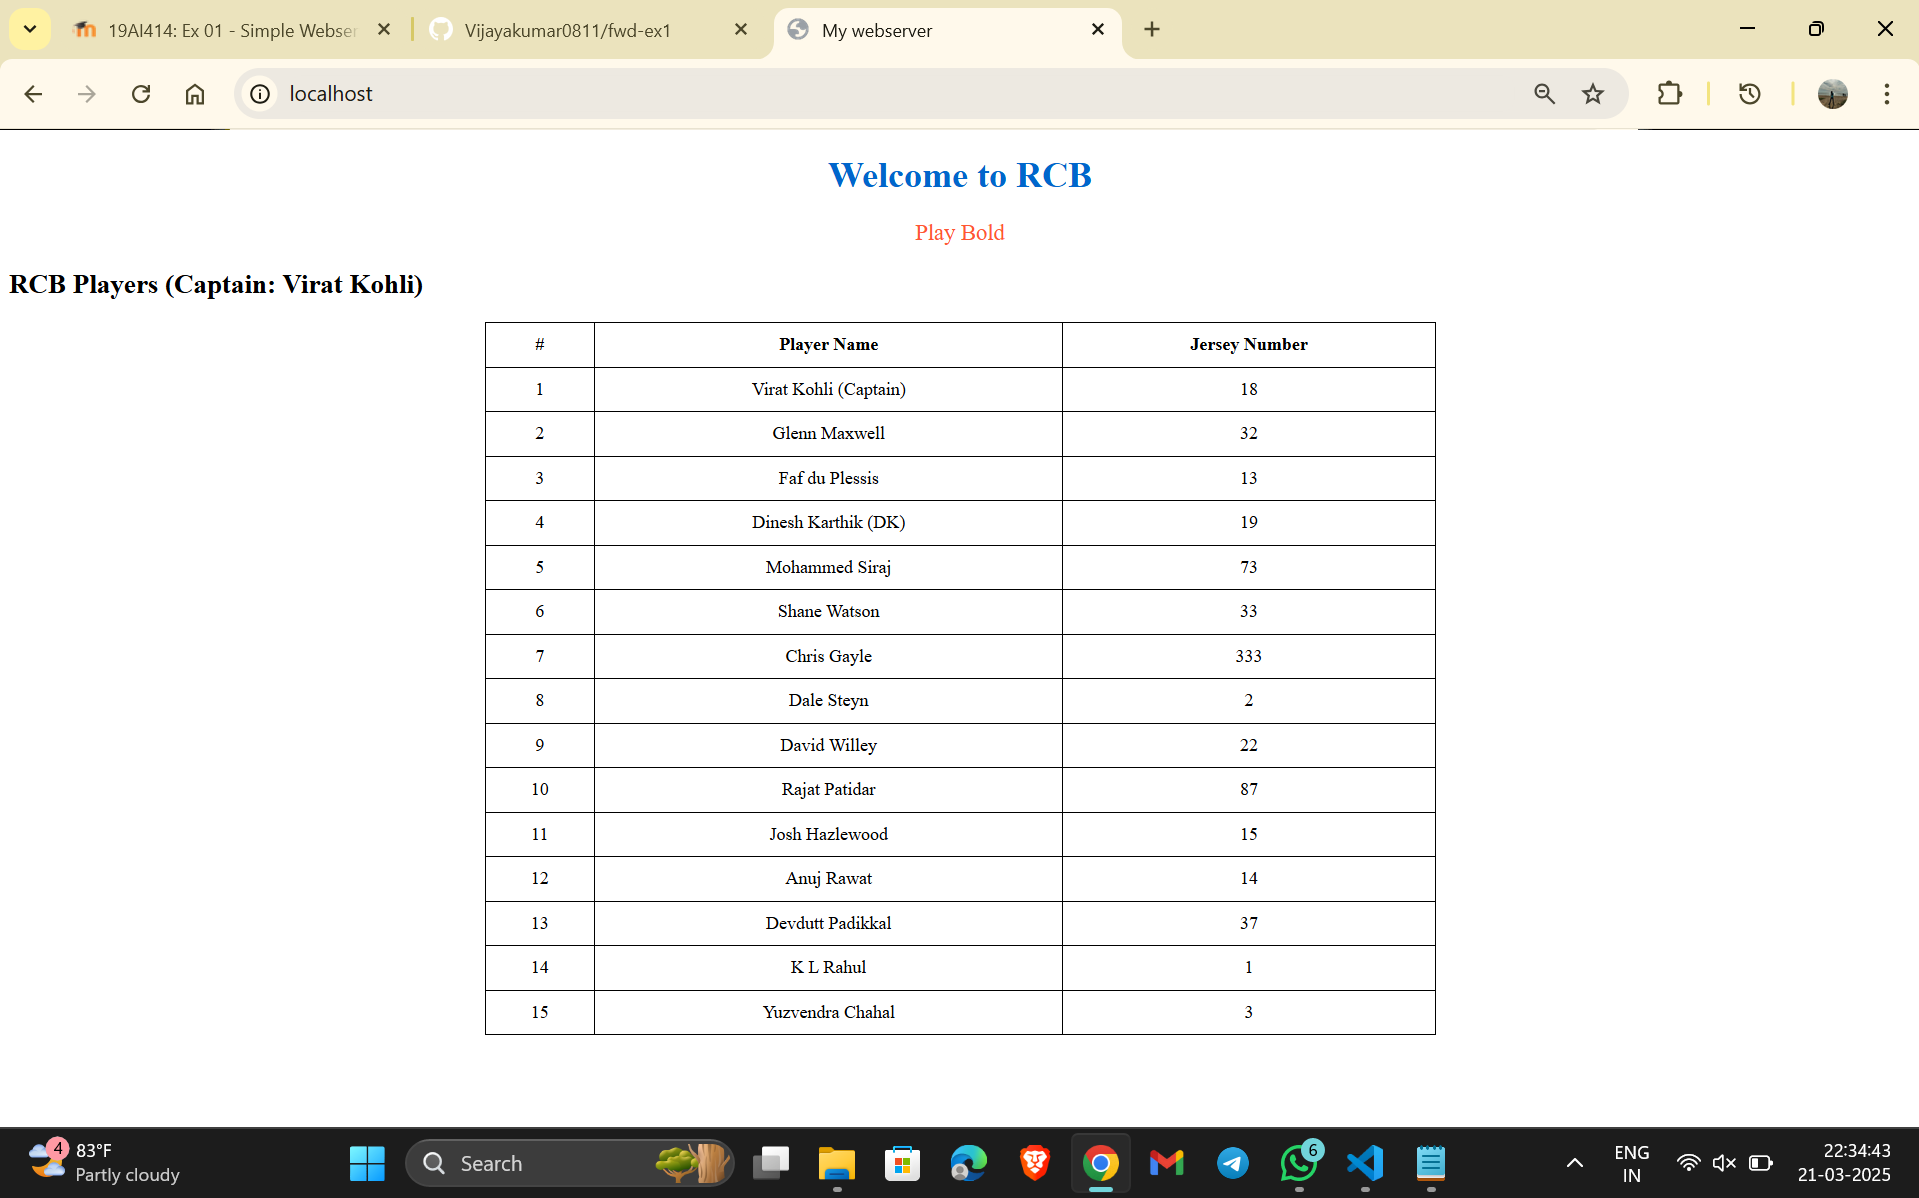 19AI414: Ex 01 - Simple Webser
Vijayakumar0811/fwd-ex1
My webserver
localhost
Welcome to RCB
Play Bold
RCB Players (Captain: Virat Kohli)
# Player Name Jersey Number
1 Virat Kohli (Captain) 18
2 Glenn Maxwell 32
3 Faf du Plessis 13
4 Dinesh Karthik (DK) 19
5 Mohammed Siraj 73
6 Shane Watson 33
7 Chris Gayle 333
8 Dale Steyn 2
9 David Willey 22
10 Rajat Patidar 87
11 Josh Hazlewood 15
12 Anuj Rawat 14
13 Devdutt Padikkal 37
14 K L Rahul 1
15 Yuzvendra Chahal 3
4
83°F
Partly cloudy
Search
6
ENG
IN
22:34:43
21-03-2025